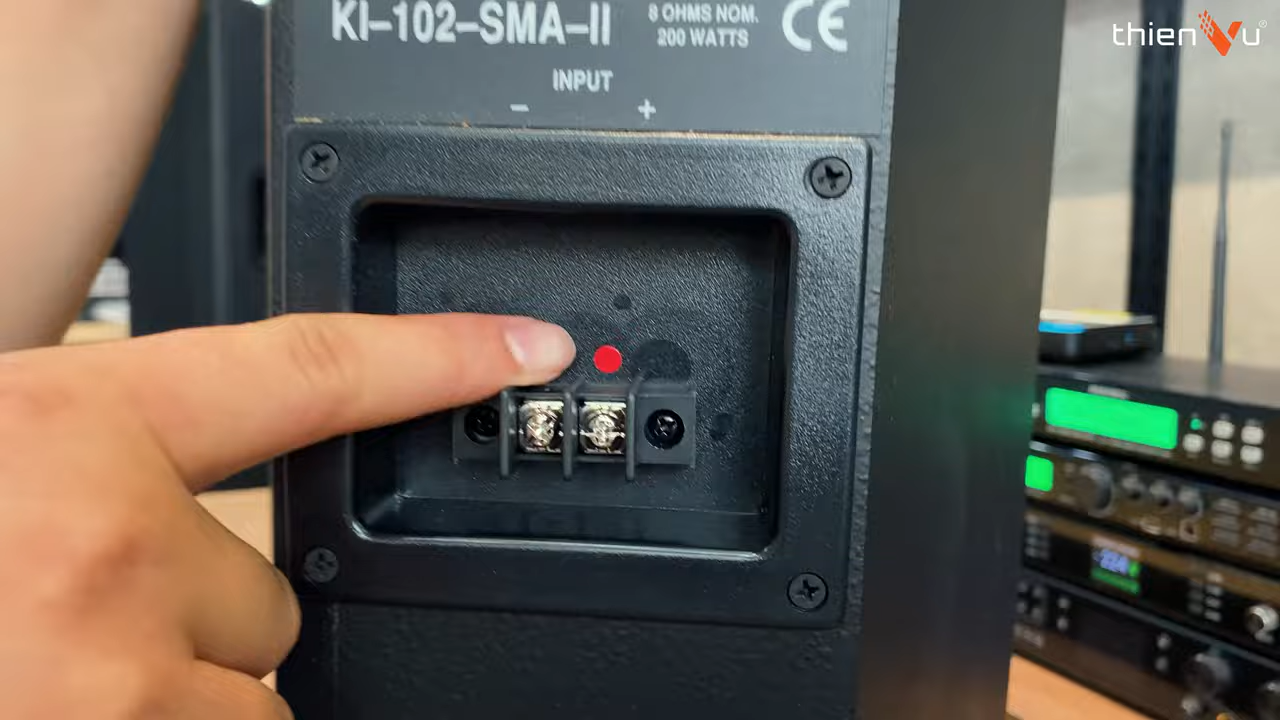 KI–102–SMA–II
8 OHMS NOM.
200 WATTS
CE
INPUT
– +
thienVu®